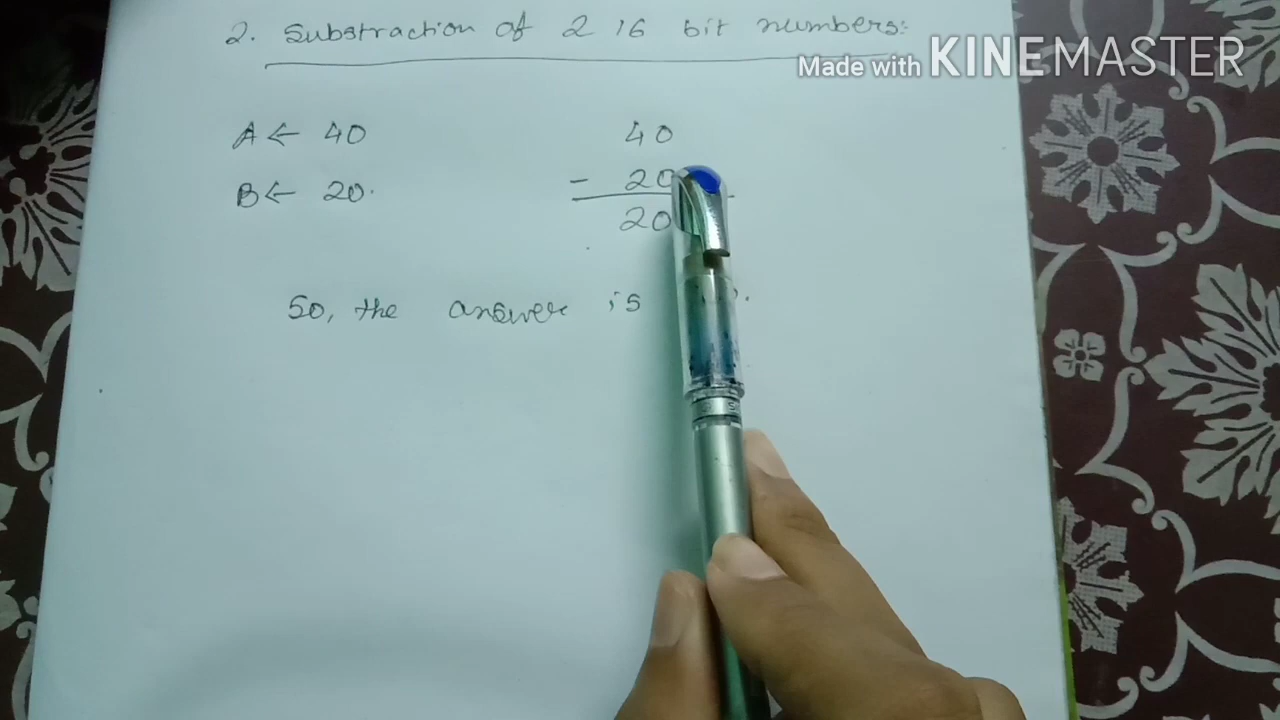 2. Substraction of 2 16 bit numbers:
Made with KINEMASTER
A ← 40
B ← 20.
40
- 20
20
So, the answer is